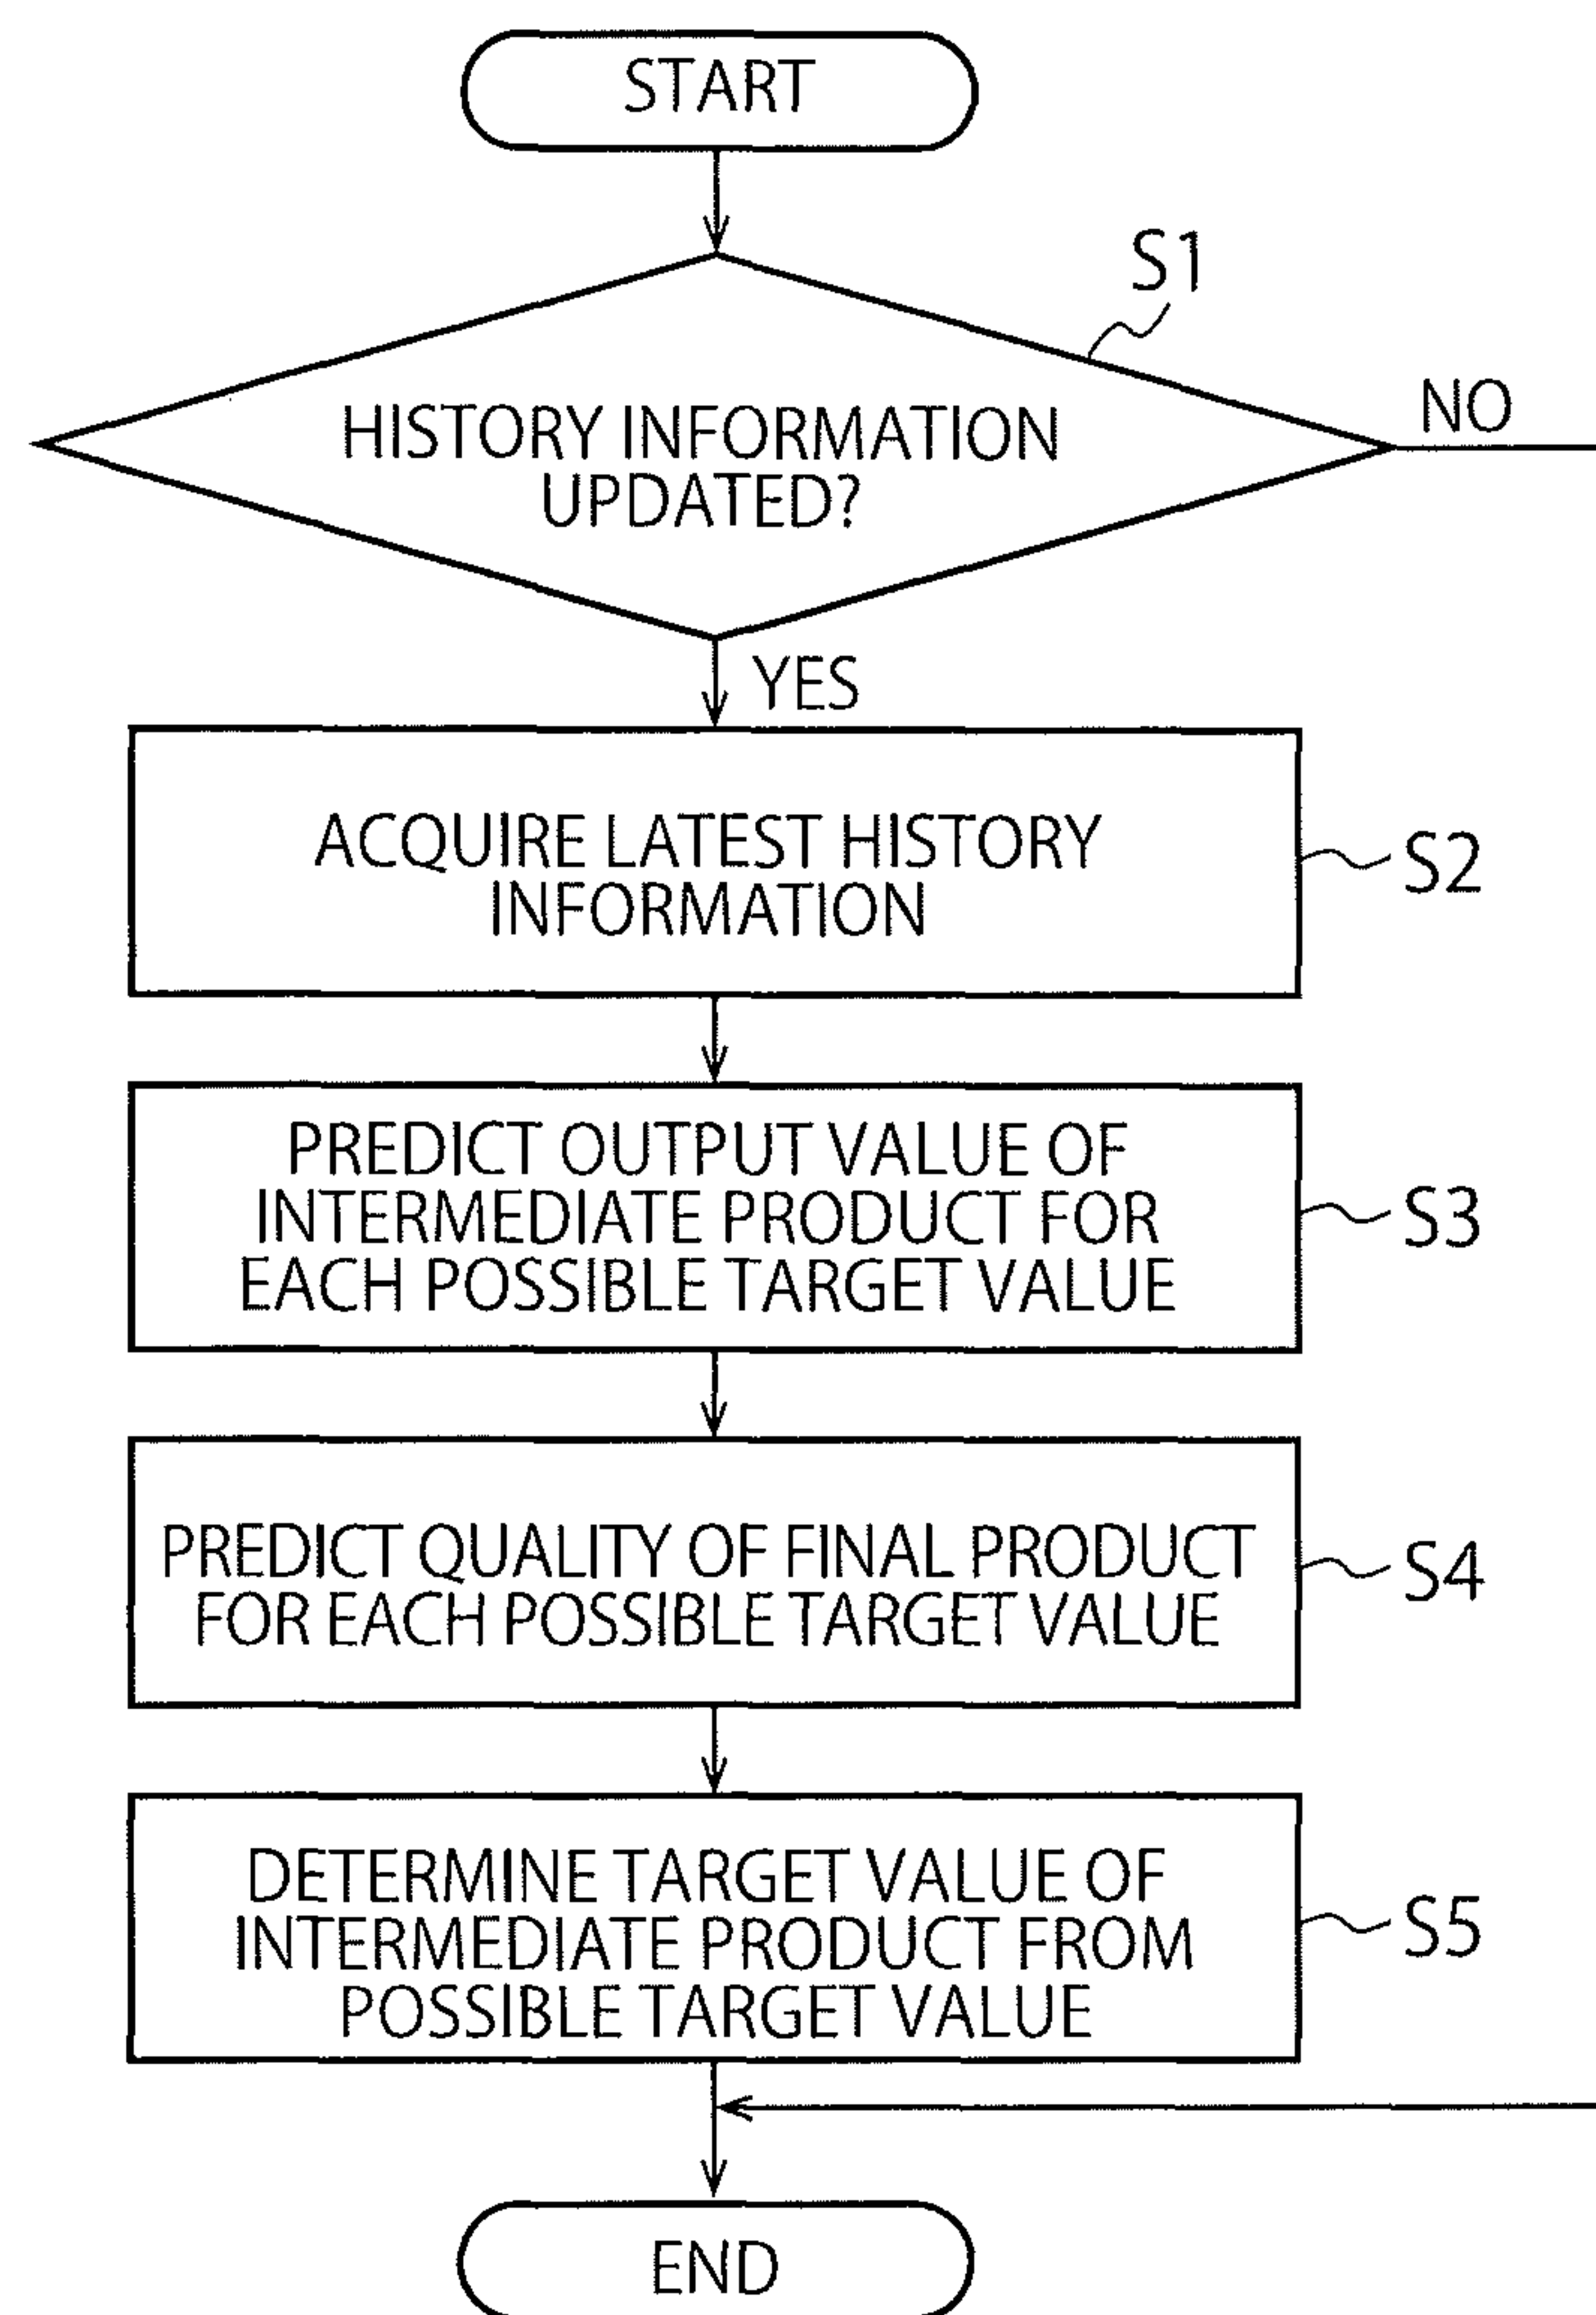 START
S1
HISTORY INFORMATION
UPDATED?
NO
YES
ACQUIRE LATEST HISTORY
INFORMATION
S2
PREDICT OUTPUT VALUE OF
INTERMEDIATE PRODUCT FOR
EACH POSSIBLE TARGET VALUE
S3
PREDICT QUALITY OF FINAL PRODUCT
FOR EACH POSSIBLE TARGET VALUE
S4
DETERMINE TARGET VALUE OF
INTERMEDIATE PRODUCT FROM
POSSIBLE TARGET VALUE
S5
END